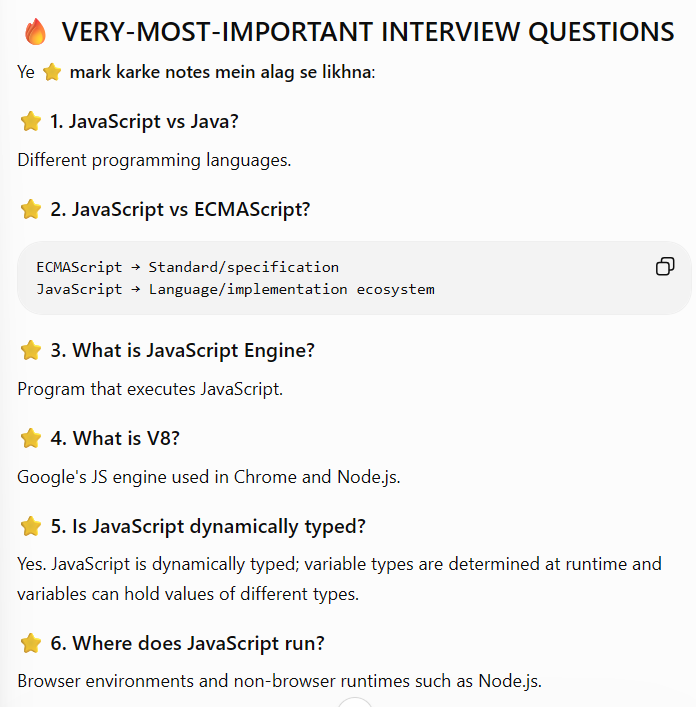 🔥 VERY-MOST-IMPORTANT INTERVIEW QUESTIONS
Ye ⭐ mark karke notes mein alag se likhna:
⭐ 1. JavaScript vs Java?
Different programming languages.
⭐ 2. JavaScript vs ECMAScript?
ECMAScript → Standard/specification
JavaScript → Language/implementation ecosystem
⭐ 3. What is JavaScript Engine?
Program that executes JavaScript.
⭐ 4. What is V8?
Google's JS engine used in Chrome and Node.js.
⭐ 5. Is JavaScript dynamically typed?
Yes. JavaScript is dynamically typed; variable types are determined at runtime and
variables can hold values of different types.
⭐ 6. Where does JavaScript run?
Browser environments and non-browser runtimes such as Node.js.